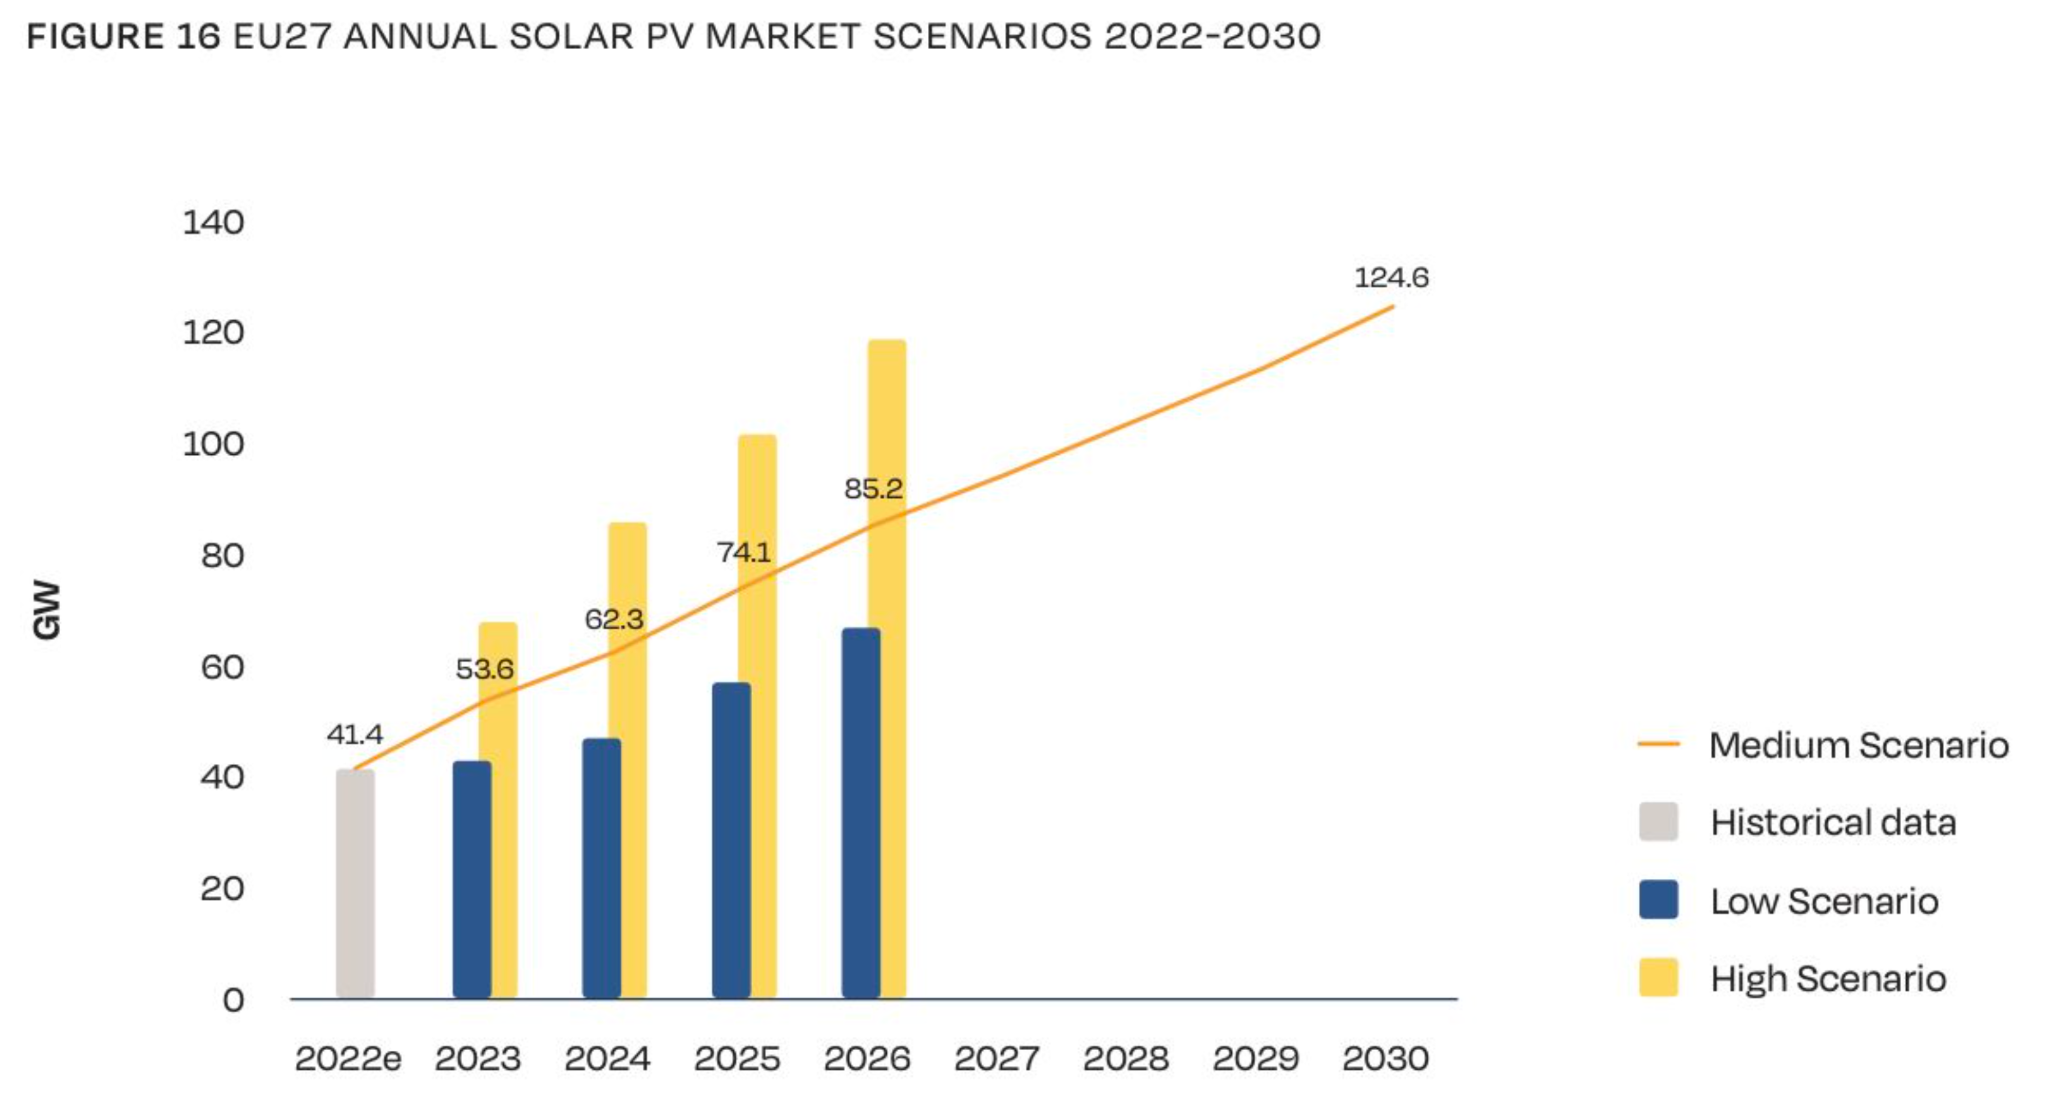 FIGURE 16 EU27 ANNUAL SOLAR PV MARKET SCENARIOS 2022-2030
140
124.6
120
100
85.2
80
74.1
GW
62.3
60
53.6
41.4
40
20
0
2022e 2023 2024 2025 2026 2027 2028 2029 2030
Medium Scenario
Historical data
Low Scenario
High Scenario